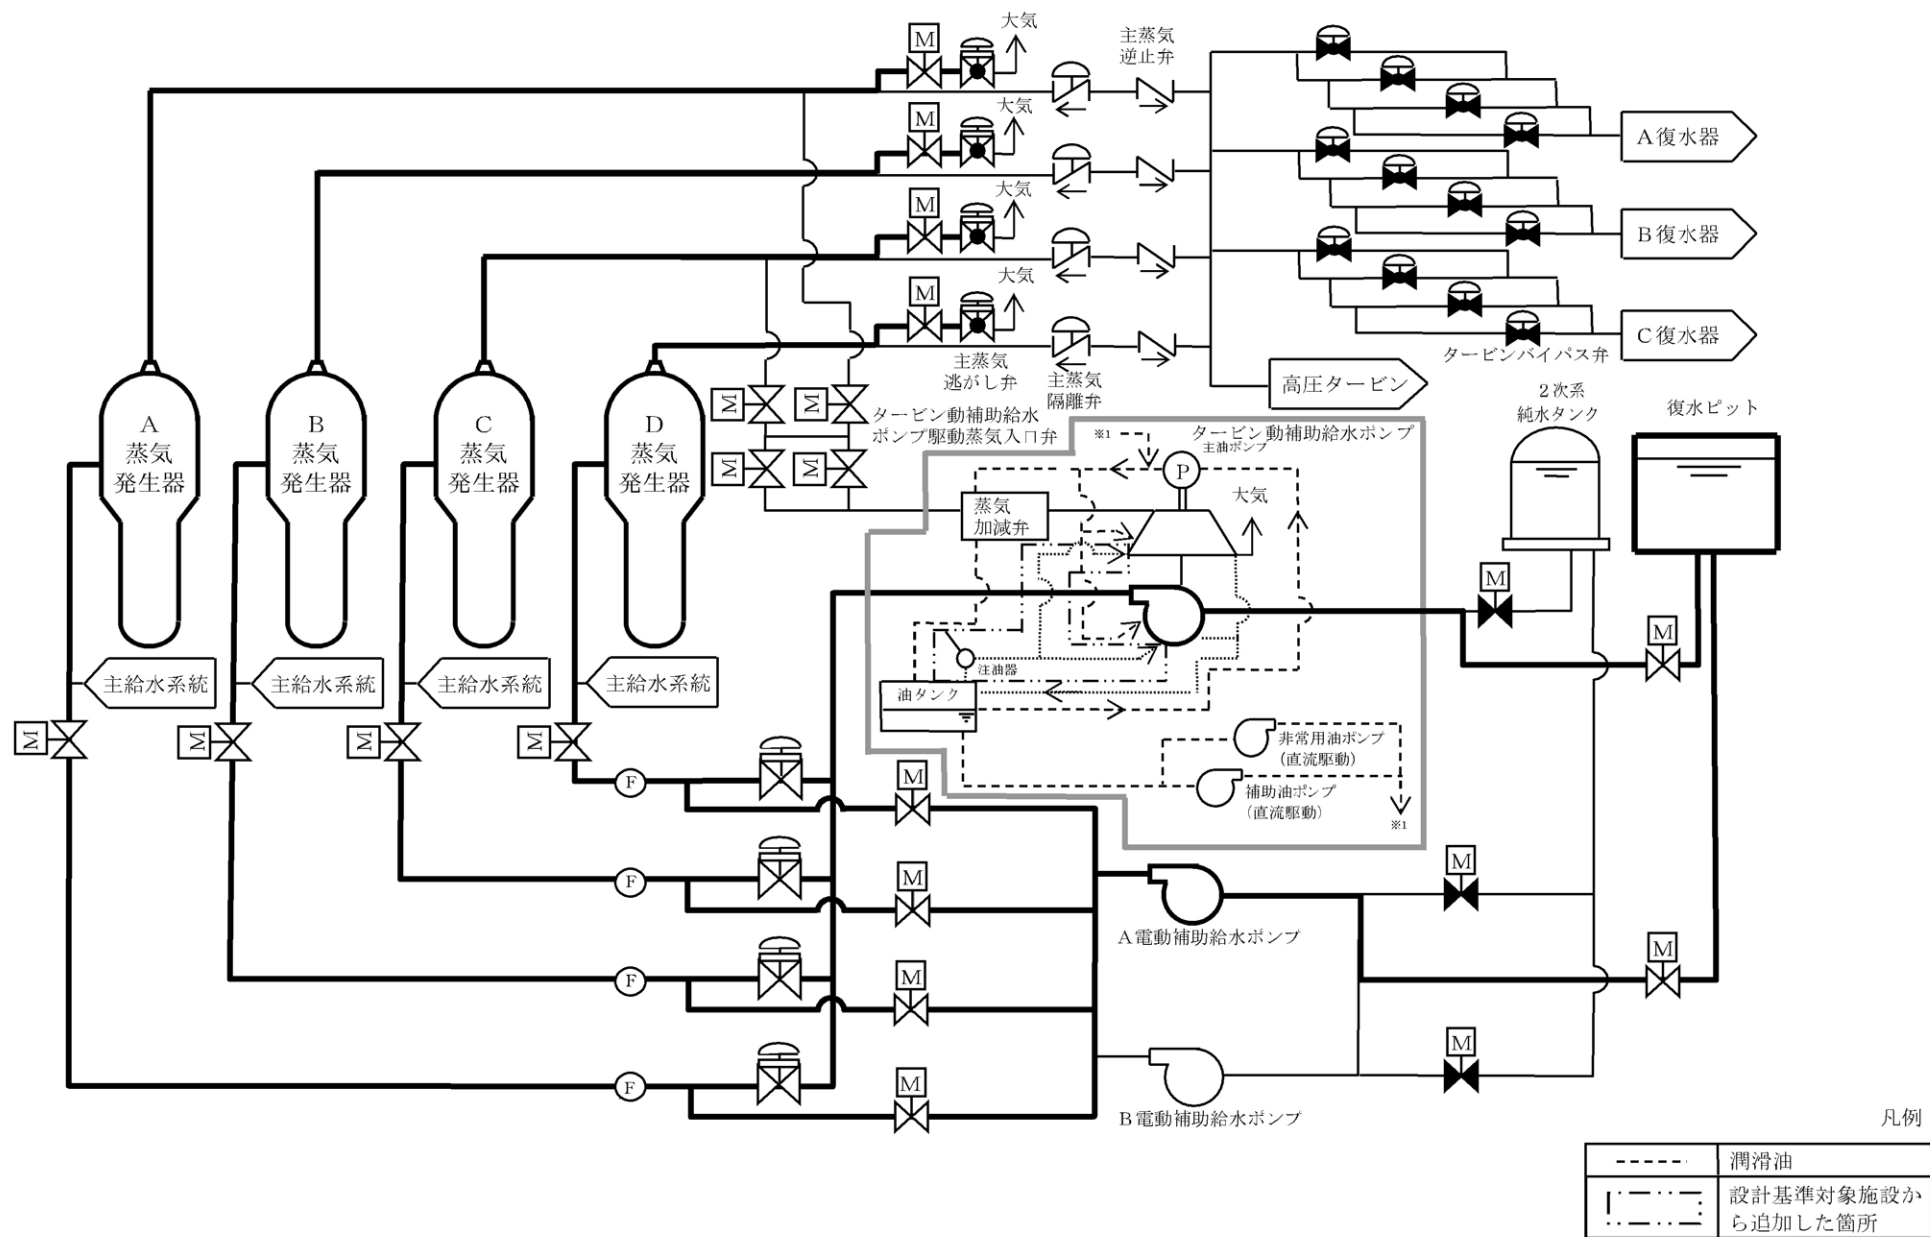 大気
主蒸気
逆止弁
M
大気
M
A復水器
大気
M
B復水器
大気
M
C復水器
タービンバイパス弁
主蒸気
逃がし弁
主蒸気
隔離弁
高圧タービン
2次系
純水タンク
復水ピット
A
蒸気
発生器
B
蒸気
発生器
C
蒸気
発生器
D
蒸気
発生器
M
M
タービン動補助給水
ポンプ駆動蒸気入口弁
M
M
※1
タービン動補助給水ポンプ
主油ポンプ
P
大気
蒸気
加減弁
M
M
主給水系統
主給水系統
主給水系統
主給水系統
注油器
油タンク
M
M
M
M
非常用油ポンプ
(直流駆動)
補助油ポンプ
(直流駆動)
※1
F
M
F
M
M
A電動補助給水ポンプ
F
M
M
F
M
M
B電動補助給水ポンプ
凡例
潤滑油
設計基準対象施設か
ら追加した箇所